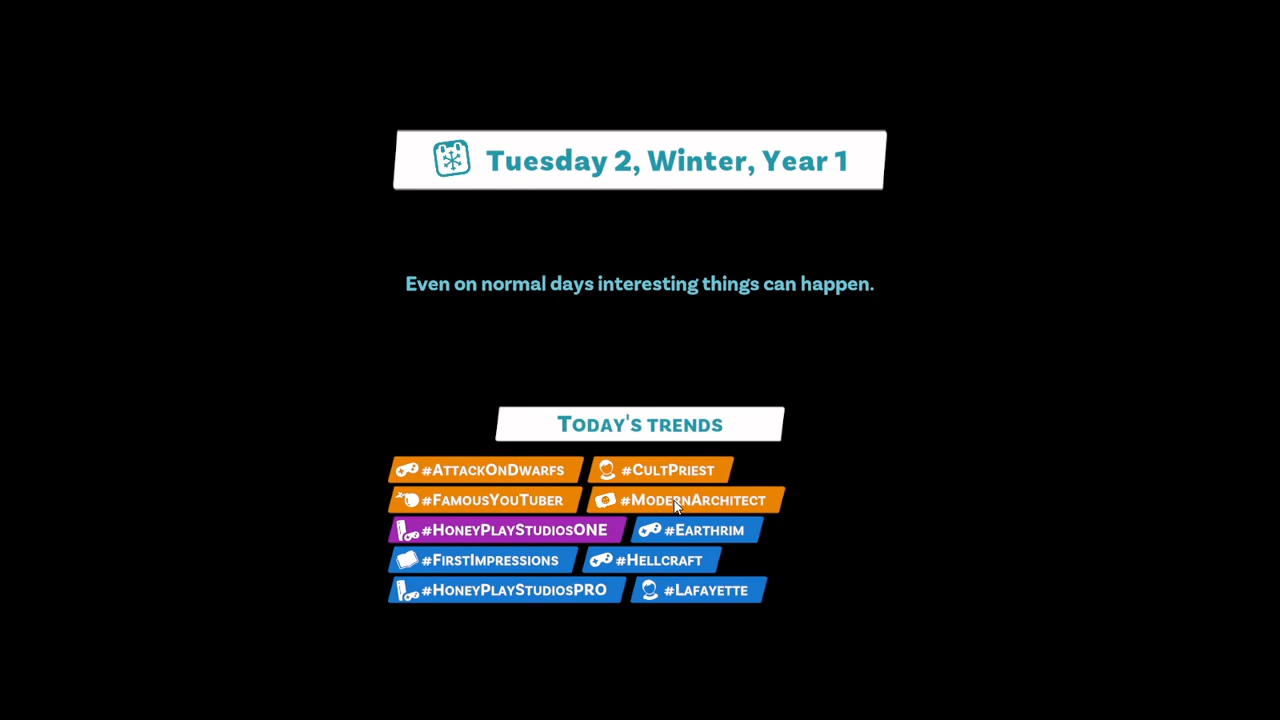 Tuesday 2, Winter, Year 1
Even on normal days interesting things can happen.
Today's trends
#AttackOnDwarfs #CultPriest
#FamousYouTuber #ModernArchitect
#HoneyPlayStudiosONE #Earthrim
#FirstImpressions #Hellcraft
#HoneyPlayStudiosPRO #Lafayette